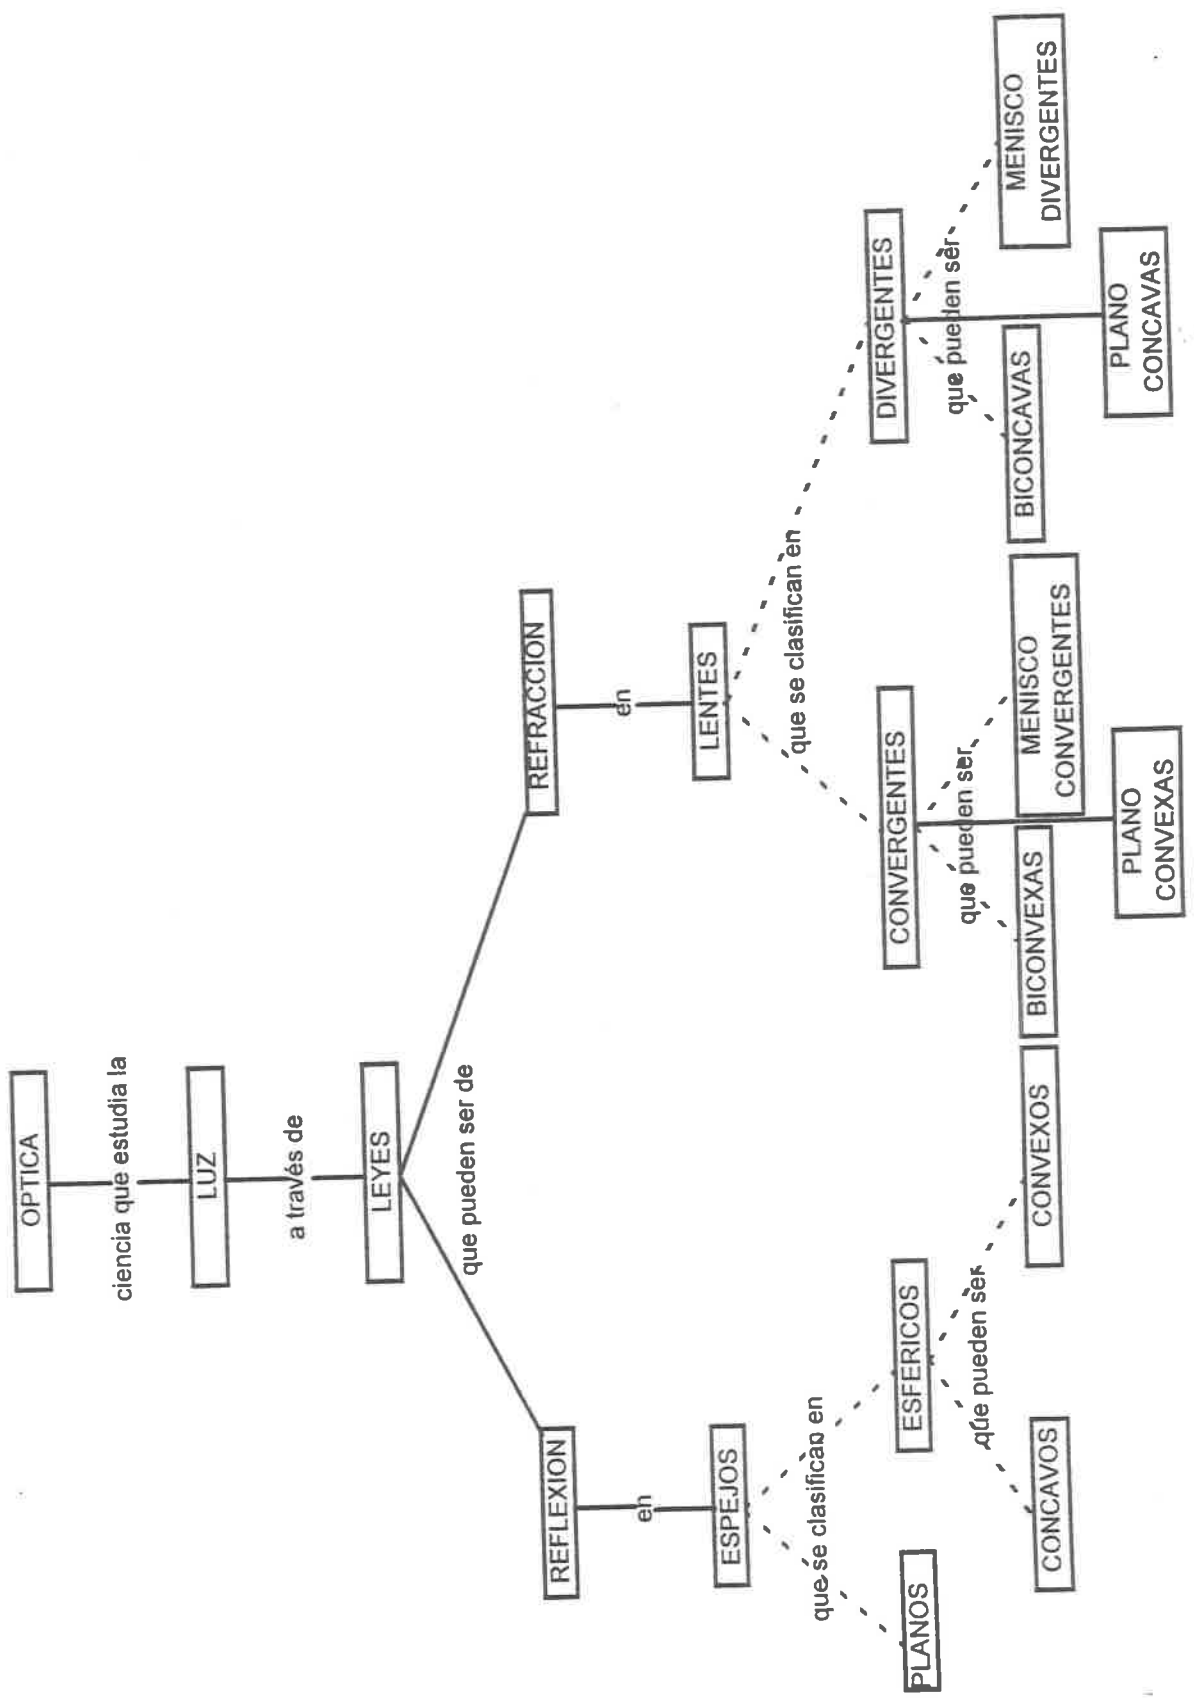 OPTICA
ciencia que estudia la
LUZ
a través de
LEYES
que pueden ser de
REFLEXION
REFRACCION
en
en
ESPEJOS
LENTES
que se clasifican en
que se clasifican en
PLANOS
ESFERICOS
CONVERGENTES
DIVERGENTES
que pueden ser
que pueden ser
que pueden ser
CONCAVOS
CONVEXOS
BICONVEXAS
MENISCO
CONVERGENTES
BICONCAVAS
MENISCO
DIVERGENTES
PLANO
CONVEXAS
PLANO
CONCAVAS